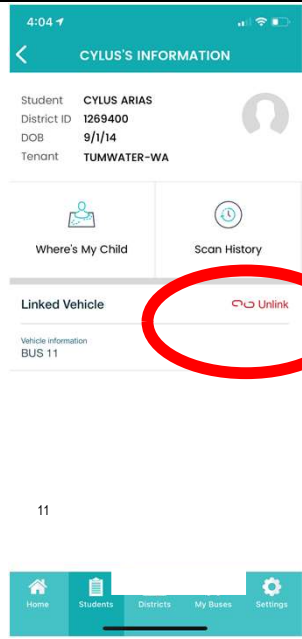 4:04
CYLUS'S INFORMATION
Student CYLUS ARIAS
District ID 1269400
DOB 9/1/14
Tenant TUMWATER-WA
Where's My Child Scan History
Linked Vehicle Unlink
Vehicle information
BUS 11
11
Home Students Districts My Buses Settings